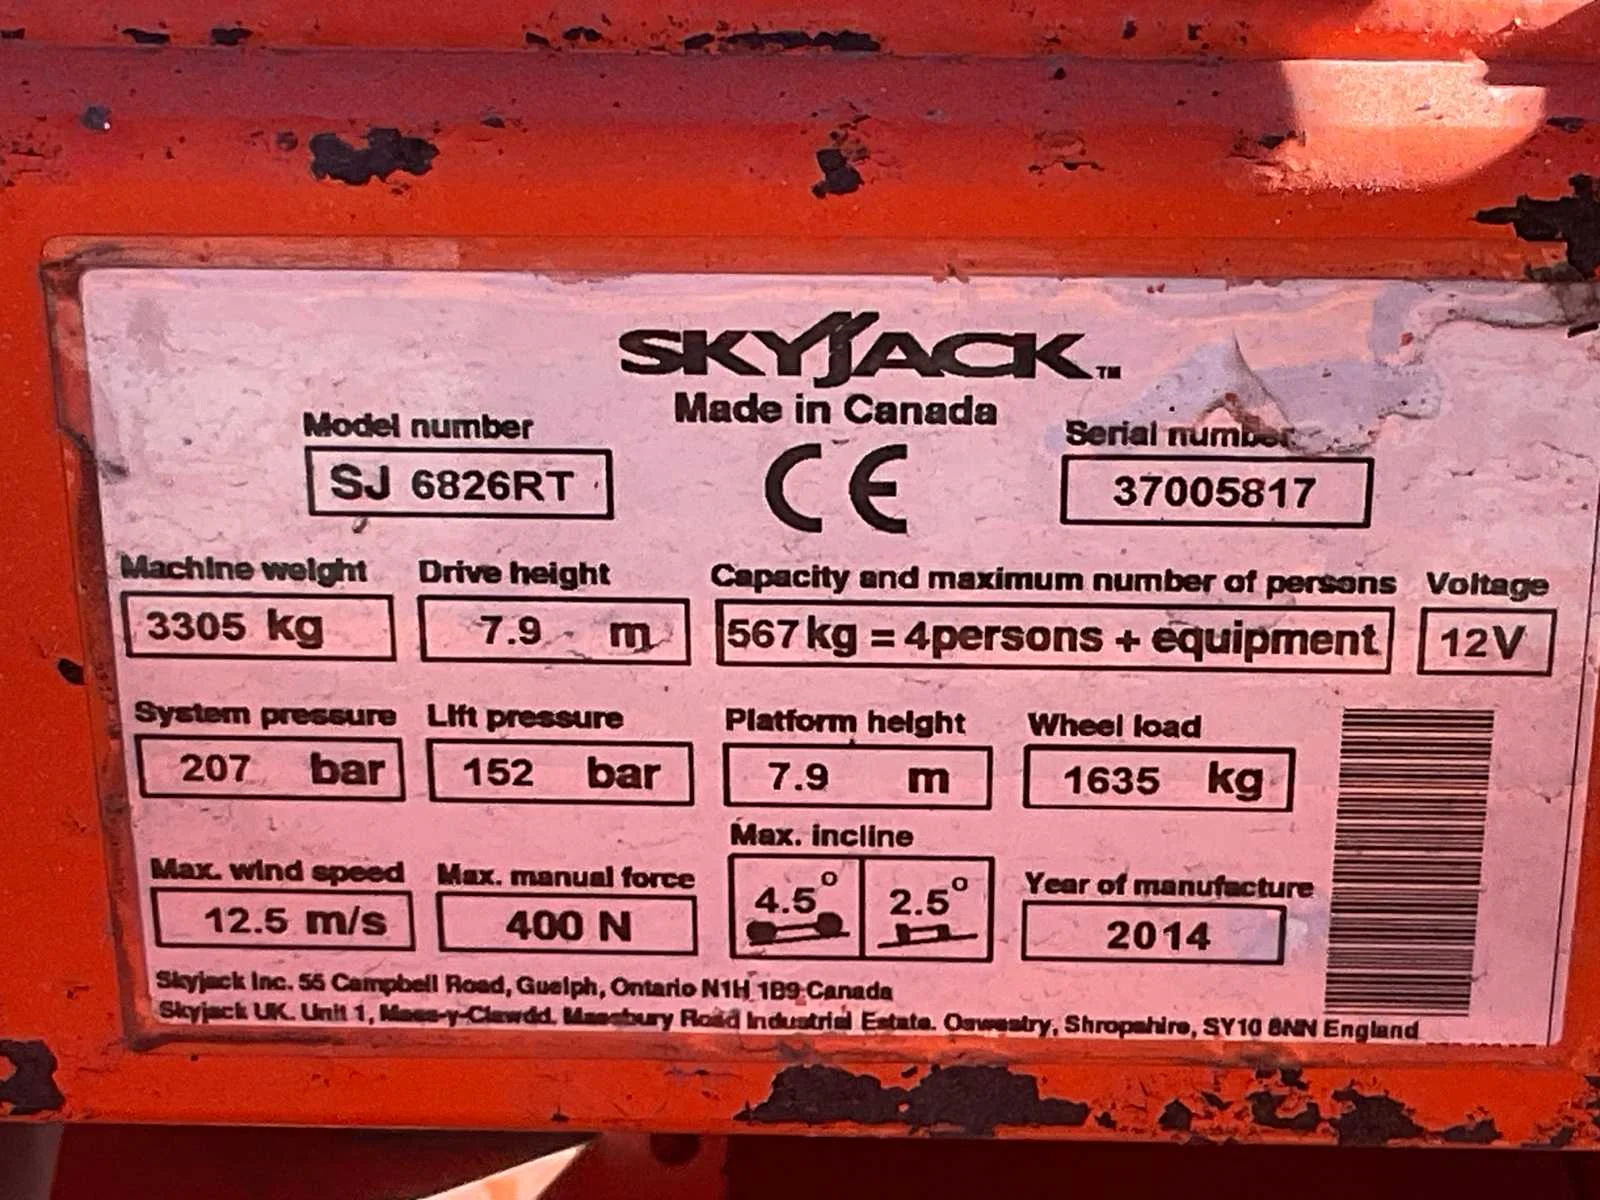 SKYJACK™
Made in Canada
Model number
SJ 6826RT
CE
Serial number
37005817
Machine weight
3305 kg
Drive height
7.9 m
Capacity and maximum number of persons
567 kg = 4persons + equipment
Voltage
12V
System pressure
207 bar
Lift pressure
152 bar
Platform height
7.9 m
Wheel load
1635 kg
Max. wind speed
12.5 m/s
Max. manual force
400 N
Max. incline
4.5° 2.5°
Year of manufacture
2014
Skyjack Inc. 55 Campbell Road, Guelph, Ontario N1H 1B9 Canada
Skyjack UK. Unit 1, Maes-y-Clawdd, Maesbury Road Industrial Estate. Oswestry, Shropshire, SY10 8NN England